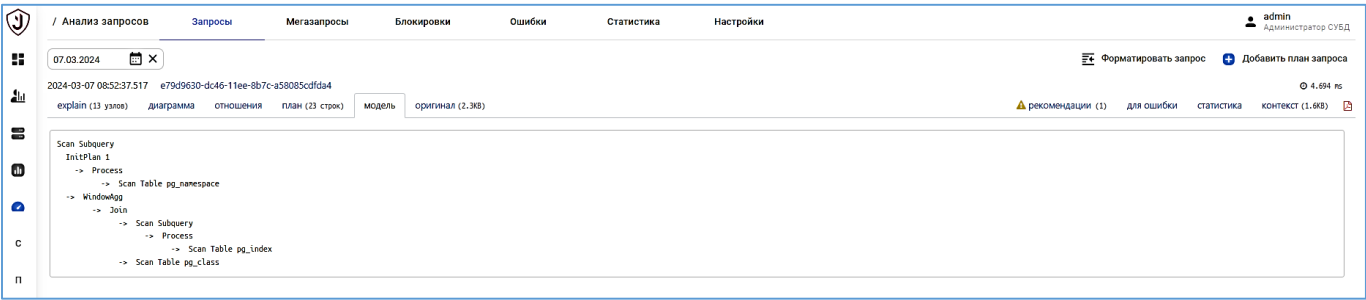 / Анализ запросов Запросы Мегазапросы Блокировки Ошибки Статистика Настройки admin
Администратор СУБД
07.03.2024 Форматировать запрос Добавить план запроса
2024-03-07 08:52:37.517 e79d9630-dc46-11ee-8b7c-a58085cdfda4 4.694 ms
explain (13 узлов) диаграмма отношения план (23 строк) модель оригинал (2.3KB) рекомендации (1) для ошибки статистика контекст (1.6KB)
Scan Subquery
InitPlan 1
-> Process
-> Scan Table pg_namespace
-> WindowAgg
-> Join
-> Scan Subquery
-> Process
-> Scan Table pg_index
-> Scan Table pg_class
С
П